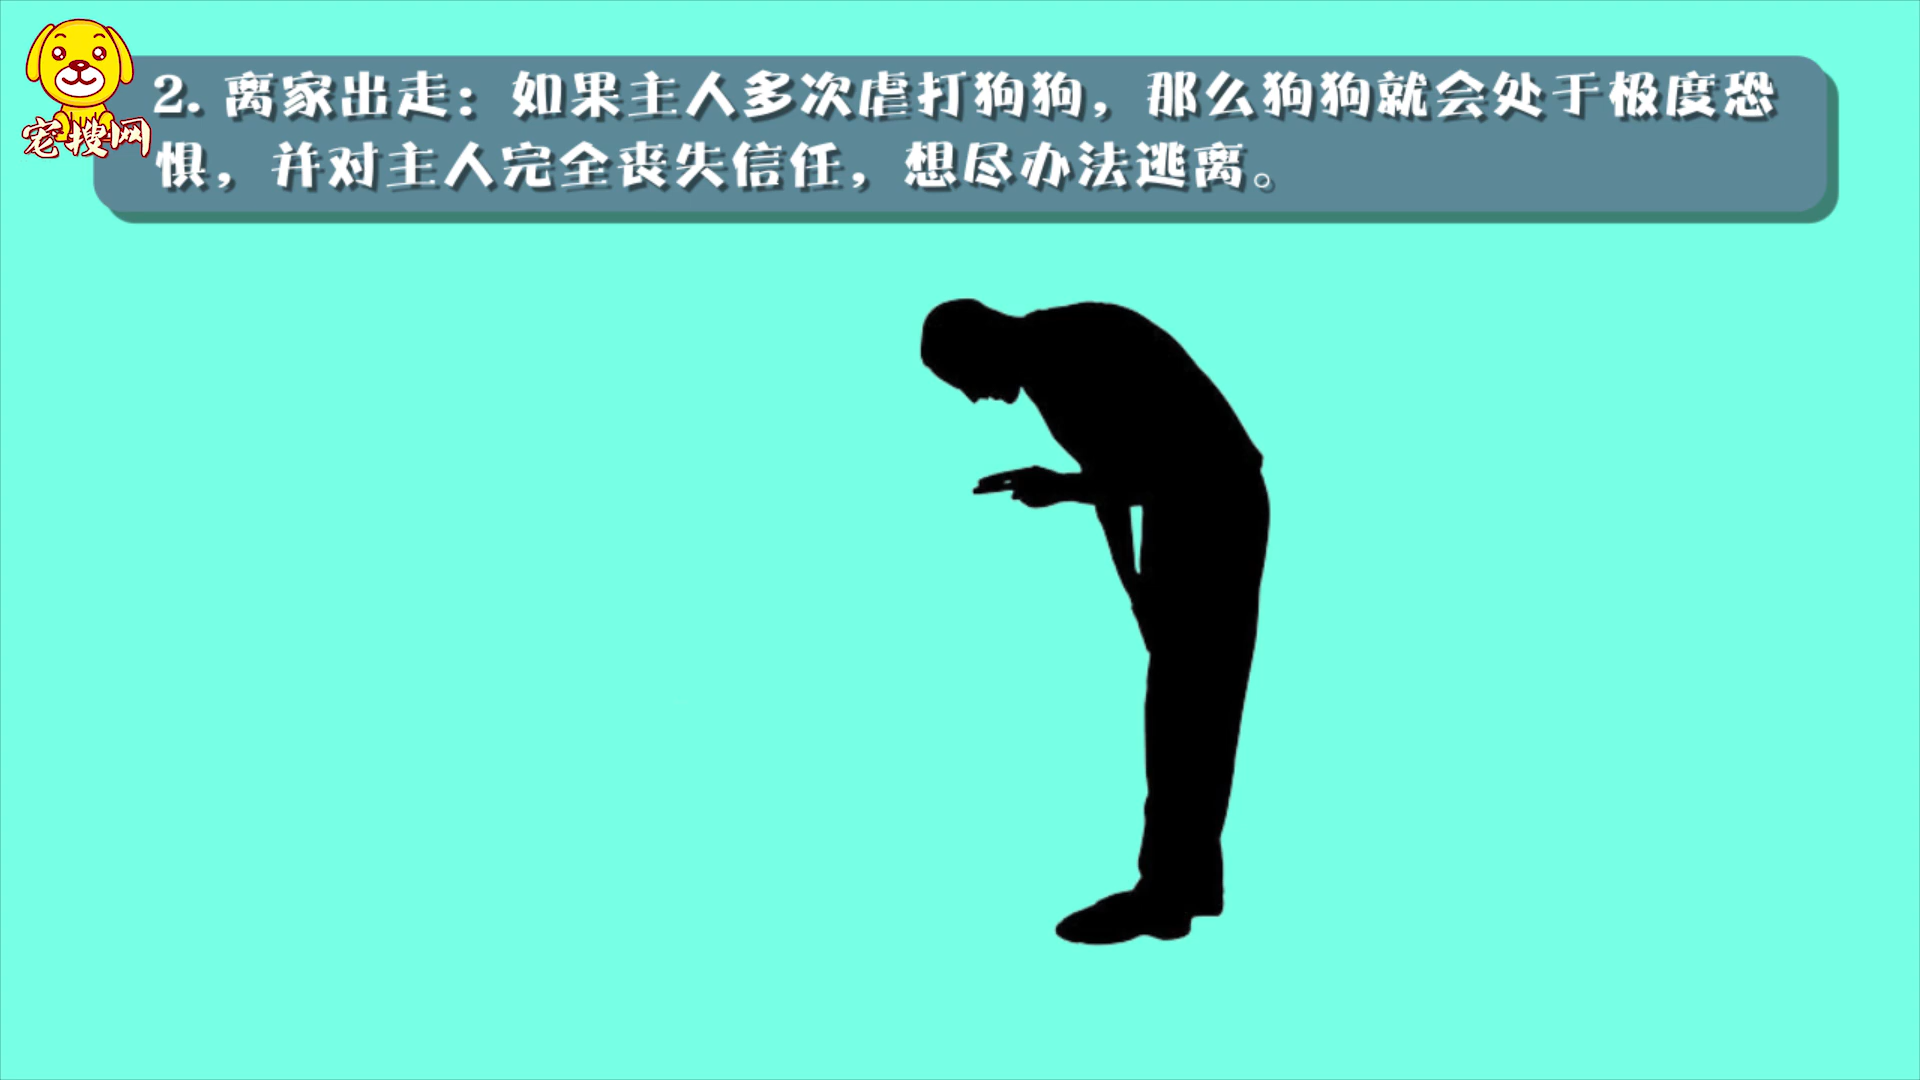 宠搜网
2. 离家出走：如果主人多次虐打狗狗，那么狗狗就会处于极度恐
惧，并对主人完全丧失信任，想尽办法逃离。